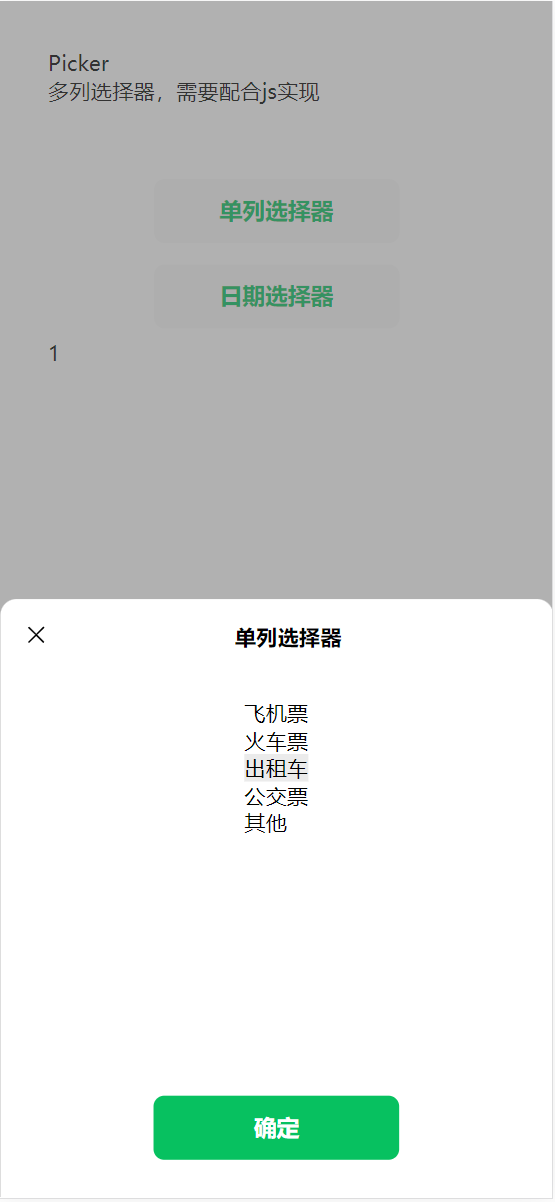 Picker
多列选择器，需要配合js实现
单列选择器
日期选择器
1
单列选择器
飞机票
火车票
出租车
公交票
其他
确定